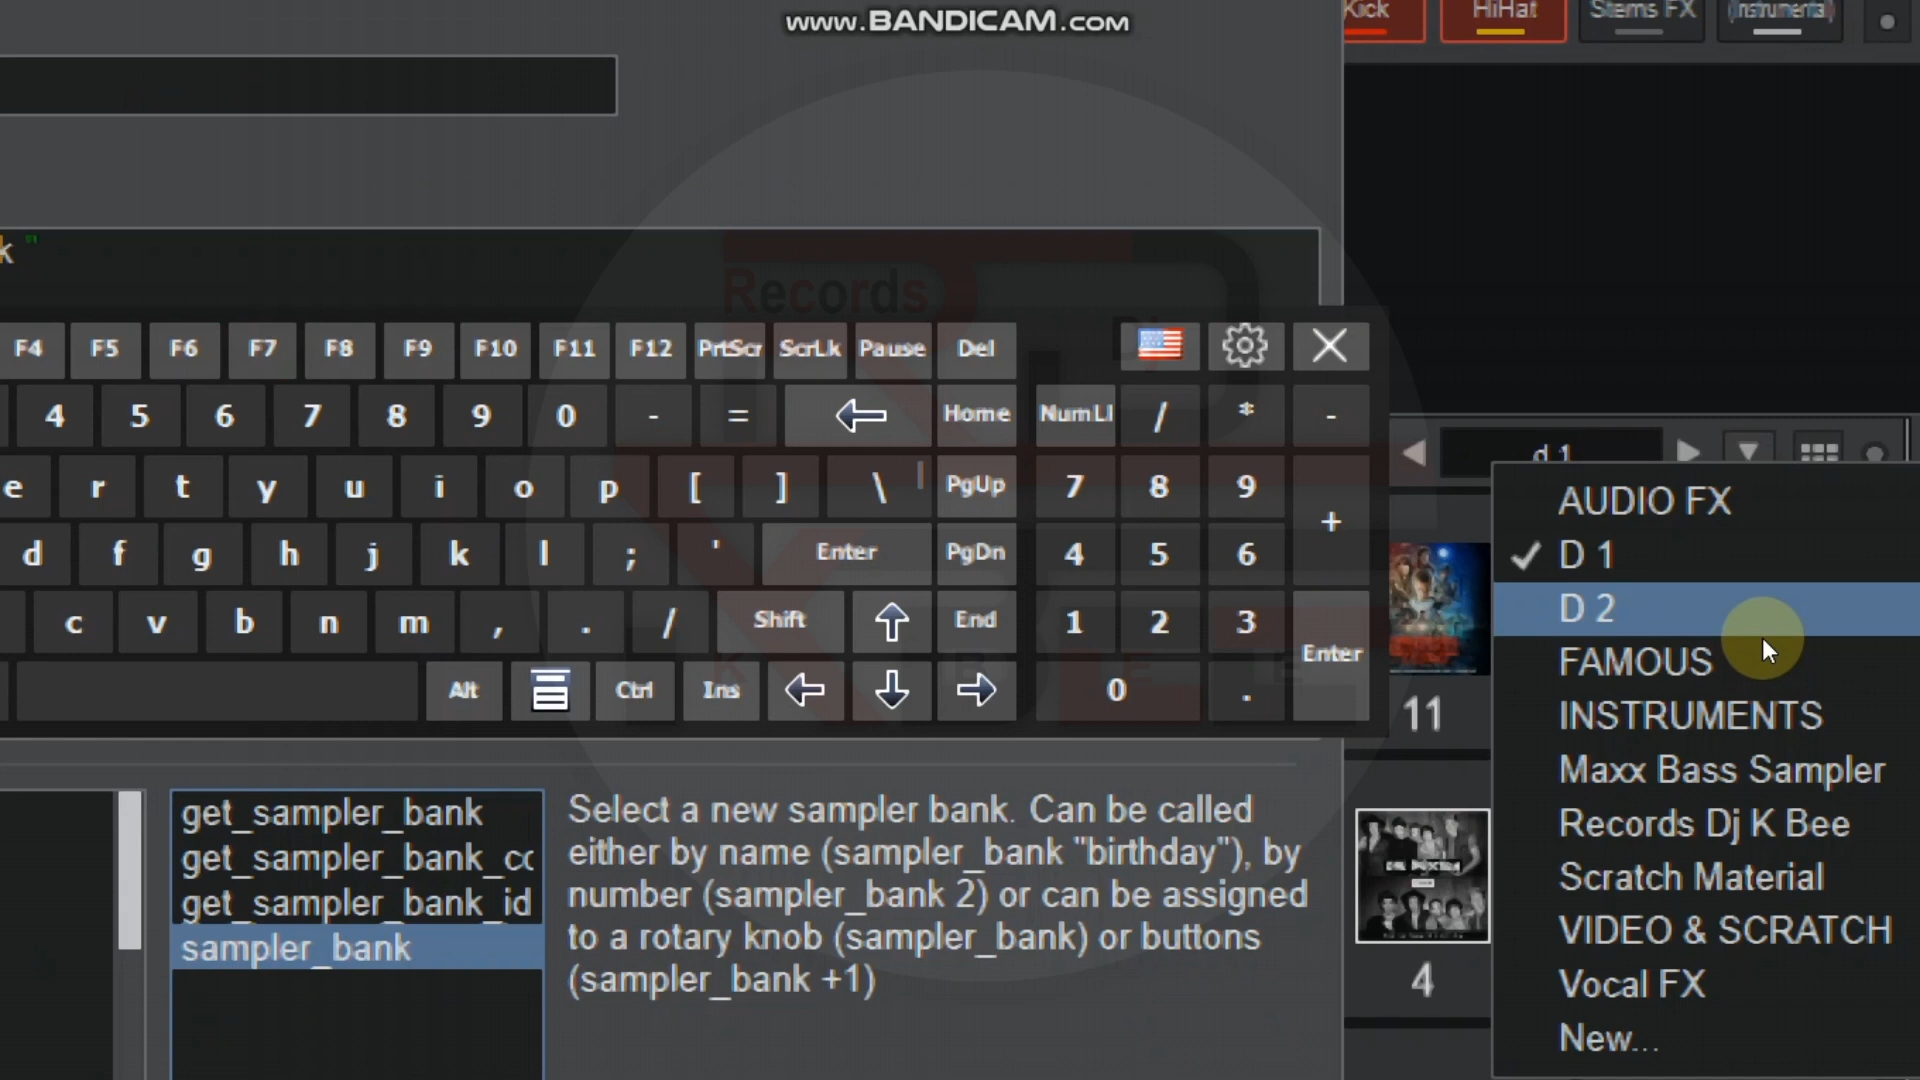 www.BANDICAM.com
Kick HiHat Stems FX Instrumental
k "
Records
Dj
F4 F5 F6 F7 F8 F9 F10 F11 F12 PrtScr ScrLk Pause Del
4 5 6 7 8 9 0 - = Home NumLl / * -
e r t y u i o p [ ] \ PgUp 7 8 9 +
d f g h j k l ; ' Enter PgDn 4 5 6
c v b n m , . / Shift End 1 2 3 Enter
Alt Ctrl Ins 0 .
d 1
AUDIO FX
D 1
D 2
FAMOUS
INSTRUMENTS
Maxx Bass Sampler
Records Dj K Bee
Scratch Material
VIDEO & SCRATCH
Vocal FX
New...
11
4
get_sampler_bank
get_sampler_bank_co
get_sampler_bank_id
sampler_bank
Select a new sampler bank. Can be called
either by name (sampler_bank "birthday"), by
number (sampler_bank 2) or can be assigned
to a rotary knob (sampler_bank) or buttons
(sampler_bank +1)